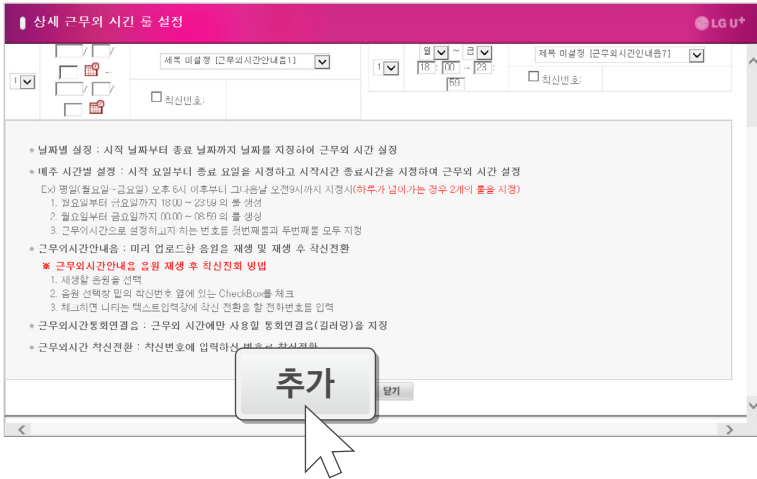 상세 근무외 시간 룰 설정
LG U+
1
/ /
~
/ /
제목 미설정 [근무외시간안내음1]
착신번호:
1
월 ~ 금
18 : 00 ~ 23 :
59
제목 미설정 [근무외시간안내음7]
착신번호:
날짜별 설정 : 시작 날짜부터 종료 날짜까지 날짜를 지정하여 근무외 시간 설정
매주 시간별 설정 : 시작 요일부터 종료 요일을 지정하고 시작시간 종료시간을 지정하여 근무외 시간 설정
Ex) 평일(월요일~금요일) 오후 6시 이후부터 그다음날 오전9시까지 지정시(하루가 넘어가는 경우 2개의 룰을 지정)
1. 월요일부터 금요일까지 18:00 ~ 23:59 의 룰 생성
2. 월요일부터 금요일까지 00:00 ~ 08:59 의 룰 생성
3. 근무외시간으로 설정하고자 하는 번호를 첫번째룰과 두번째룰 모두 지정
근무외시간안내음 : 미리 업로드한 음원을 재생 및 재생 후 착신전환
※ 근무외시간안내음 음원 재생 후 착신전환 방법
1. 재생할 음원을 선택
2. 음원 선택창 밑의 착신번호 옆에 있는 CheckBox를 체크
3. 체크하면 나타는 텍스트입력창에 착신 전환을 할 전화번호를 입력
근무외시간통화연결음 : 근무외 시간에만 사용할 통화연결음(컬러링)을 지정
근무외시간 착신전환 : 착신번호에 입력하신 번호로 착신전환
추가
닫기